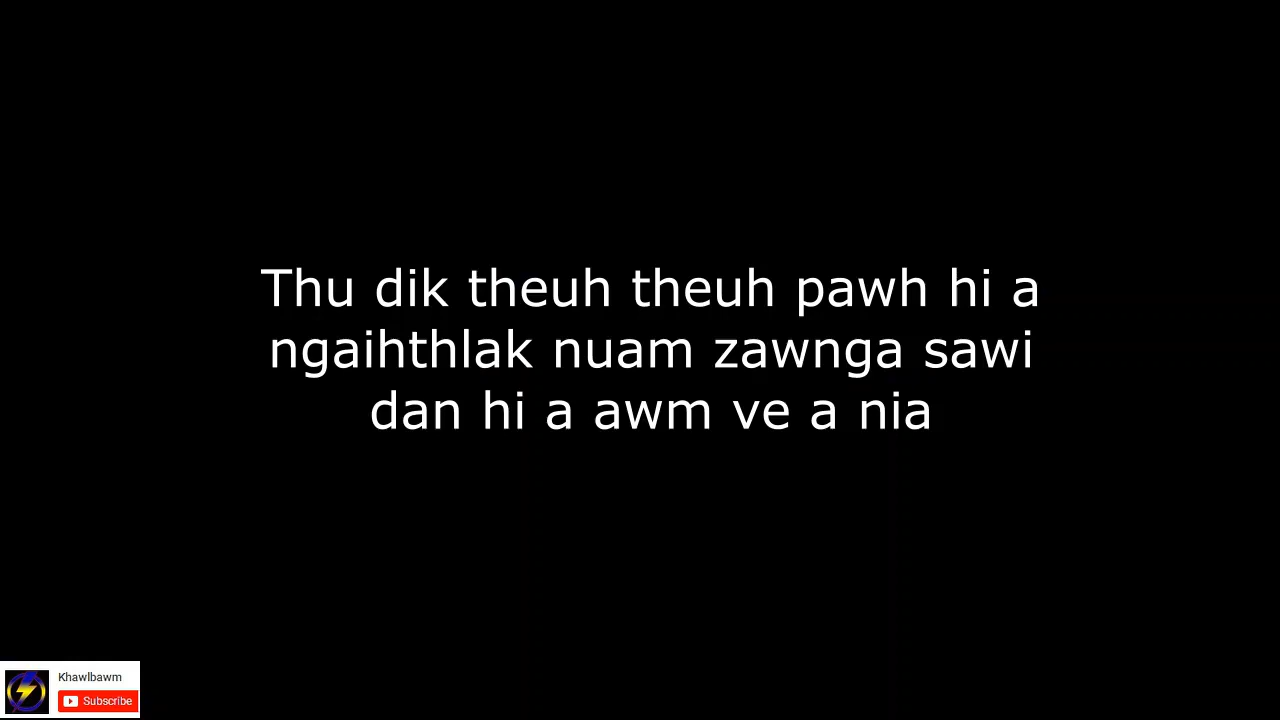 Thu dik theuh theuh pawh hi a
ngaihthlak nuam zawnga sawi
dan hi a awm ve a nia
Khawlbawm
Subscribe